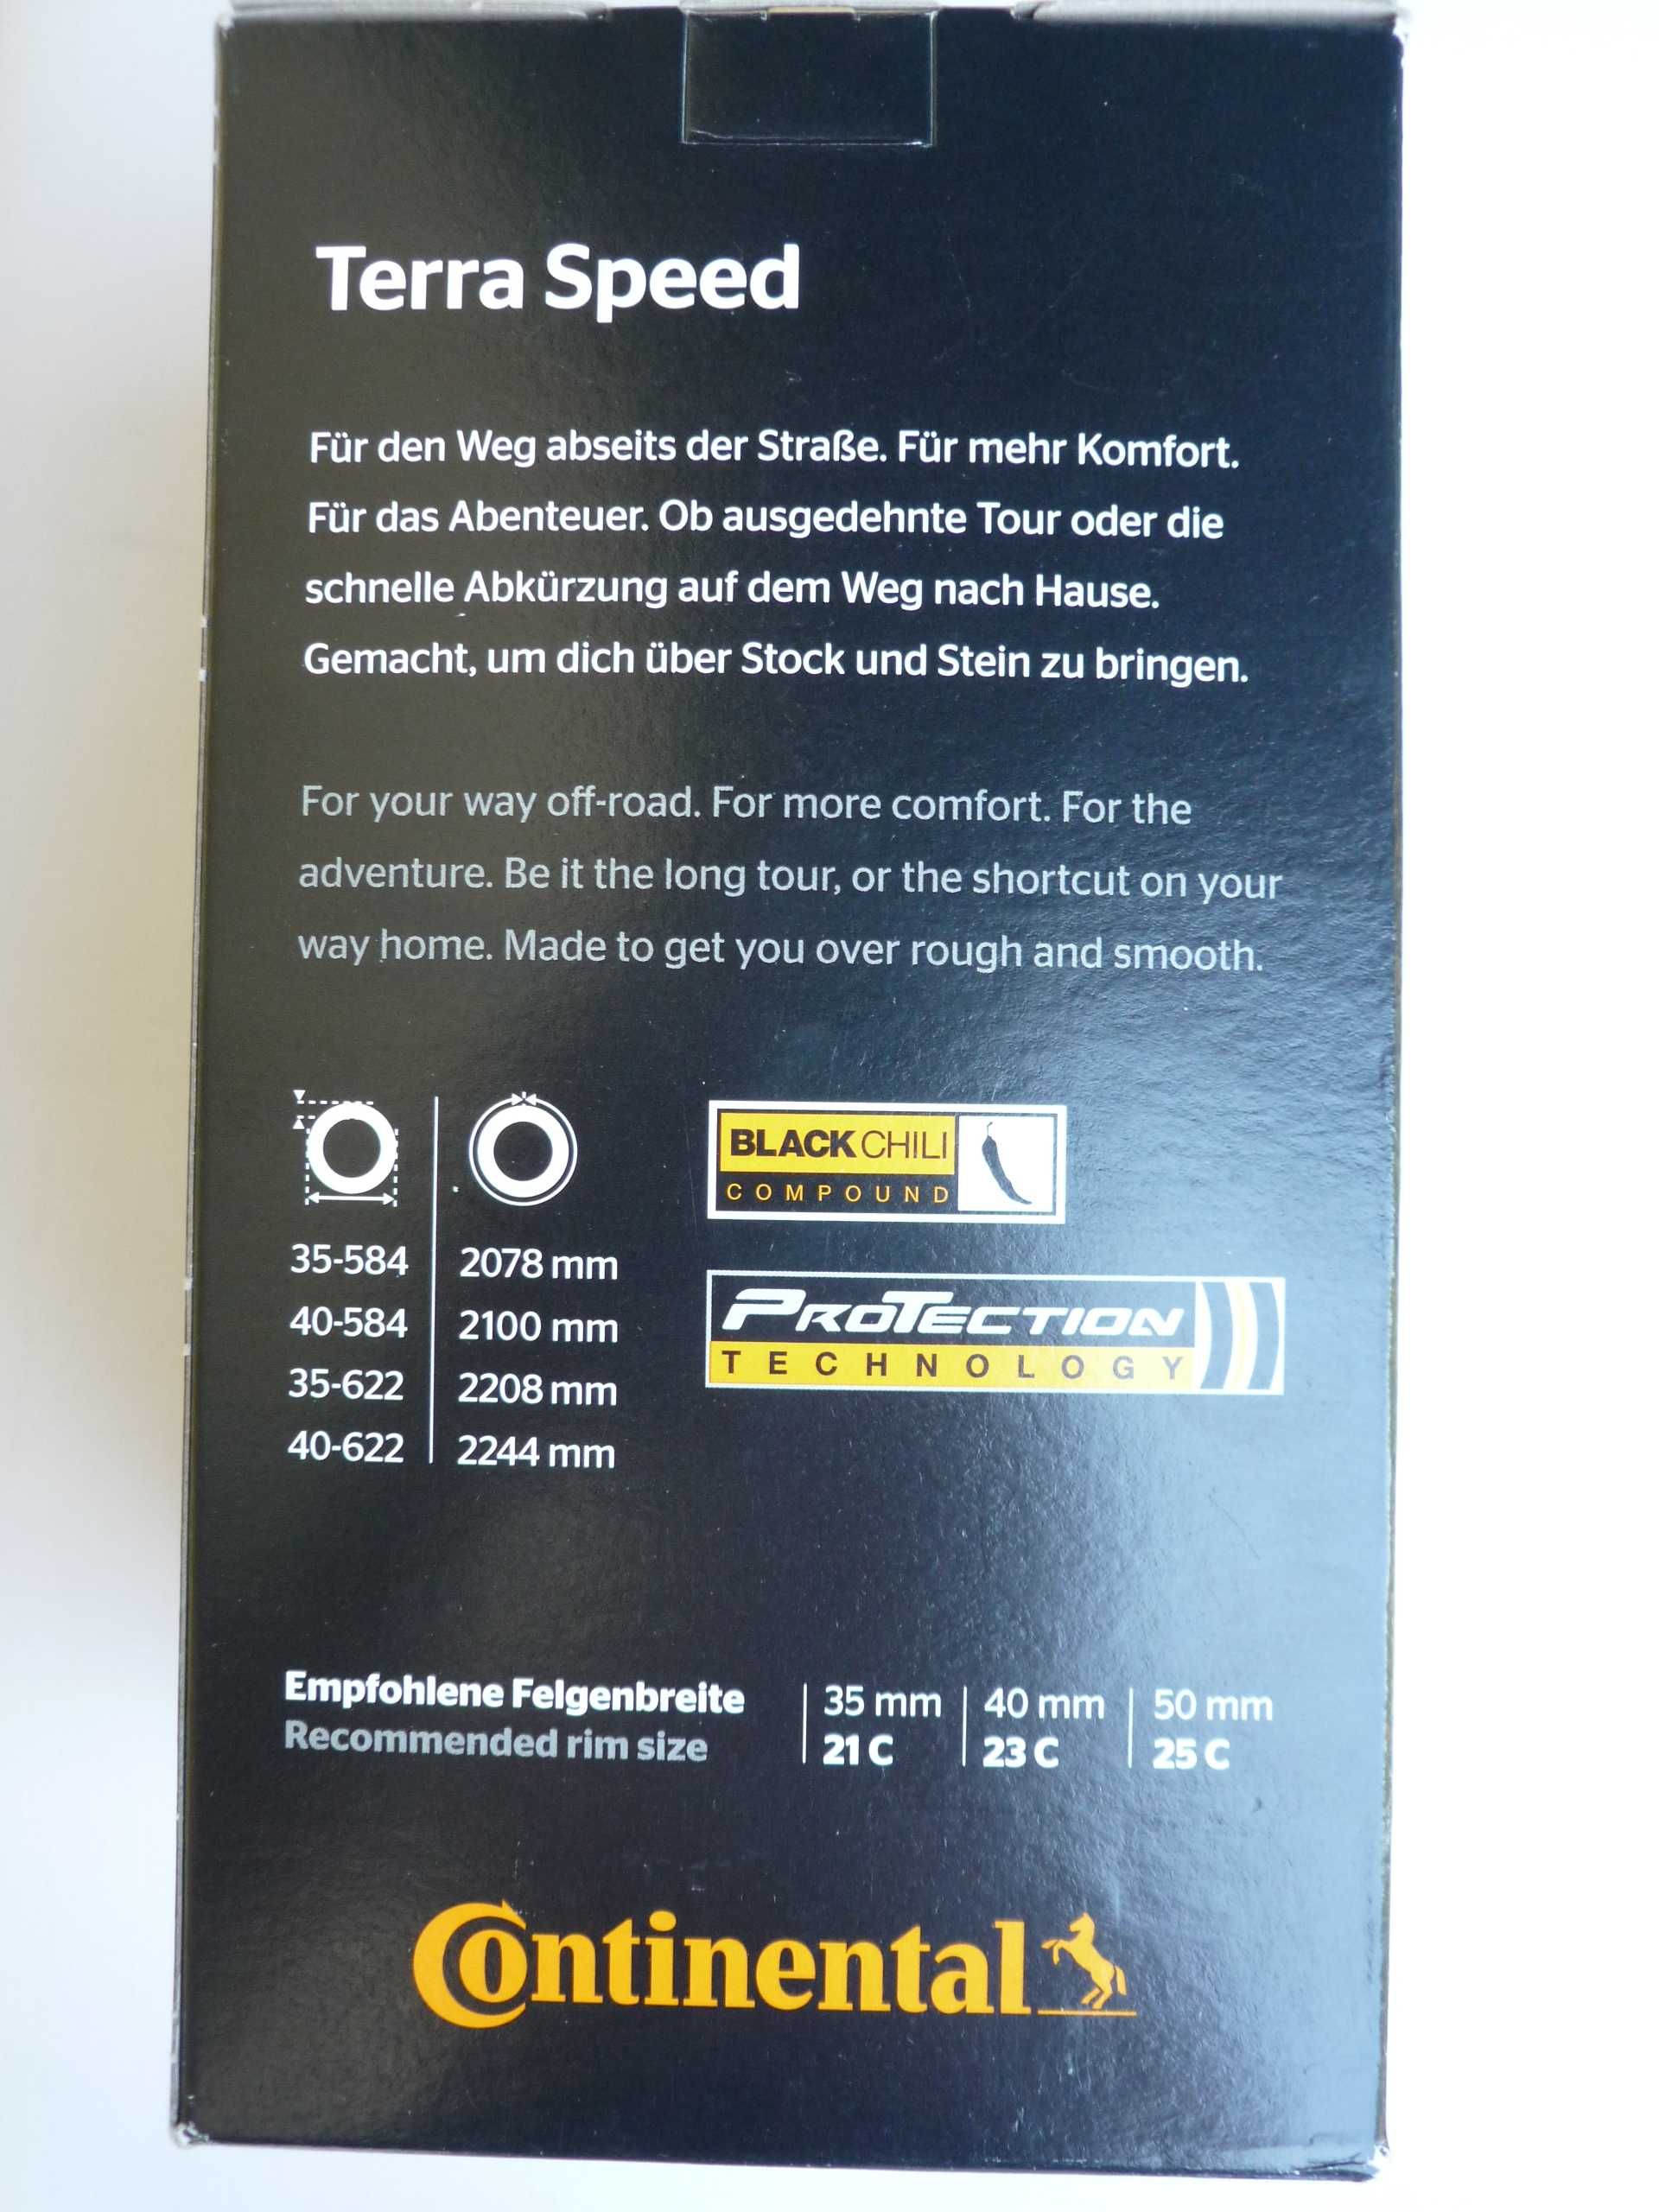 Terra Speed
Für den Weg abseits der Straße. Für mehr Komfort.
Für das Abenteuer. Ob ausgedehnte Tour oder die
schnelle Abkürzung auf dem Weg nach Hause.
Gemacht, um dich über Stock und Stein zu bringen.
For your way off-road. For more comfort. For the
adventure. Be it the long tour, or the shortcut on your
way home. Made to get you over rough and smooth.
35-584 2078 mm
40-584 2100 mm
35-622 2208 mm
40-622 2244 mm
BLACK CHILI
COMPOUND
PROTECTION
TECHNOLOGY
Empfohlene Felgenbreite 35 mm 40 mm 50 mm
Recommended rim size 21 C 23 C 25 C
Continental